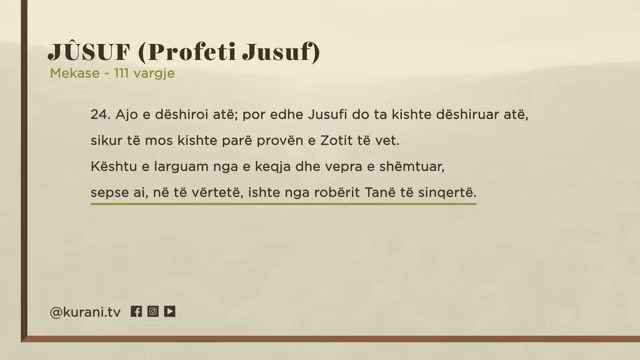 JÛSUF (Profeti Jusuf)
Mekase - 111 vargje
24. Ajo e dëshiroi atë; por edhe Jusufi do ta kishte dëshiruar atë,
sikur të mos kishte parë provën e Zotit të vet.
Kështu e larguam nga e keqja dhe vepra e shëmtuar,
sepse ai, në të vërtetë, ishte nga robërit Tanë të sinqertë.
@kurani.tv